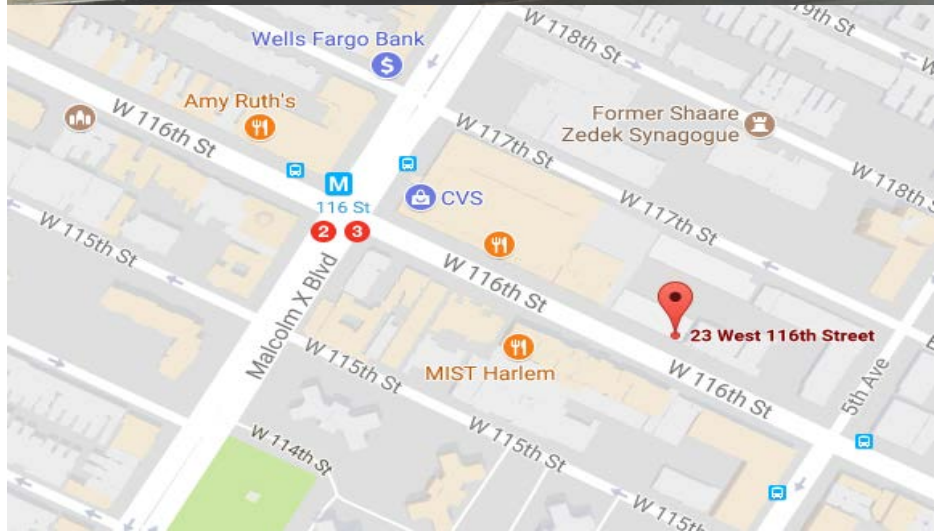 19th St
W 118th St
Wells Fargo Bank
$
Amy Ruth's
W 116th St
Former Shaare
Zedek Synagogue
W 117th St
W 118th S
M
116 St
2 3
CVS
W 117th St
W 115th St
W 116th St
Malcolm X Blvd
23 West 116th Street
MIST Harlem
W 115th St
W 116th St
5th Ave
W 114th St
W 115th St
W 115th